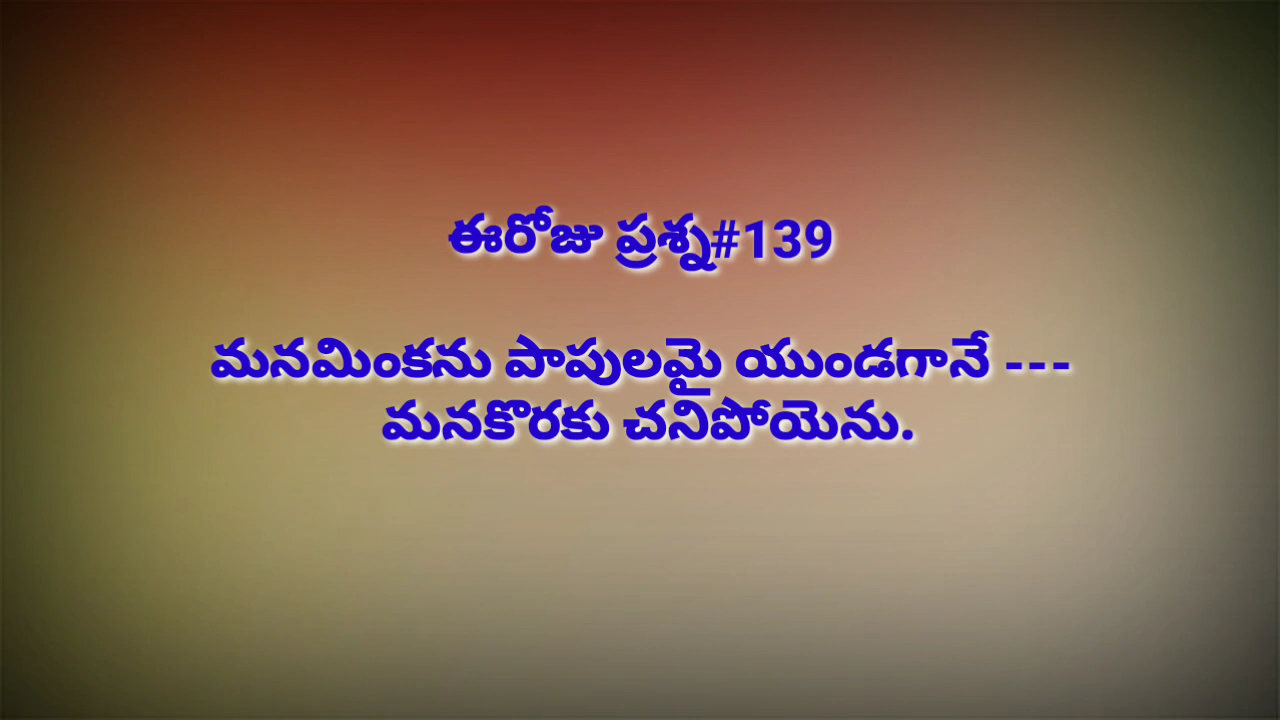 ఈరోజు ప్రశ్న#139
మనమింకను పాపులమై యుండగానే ---
మనకొరకు చనిపోయెను.